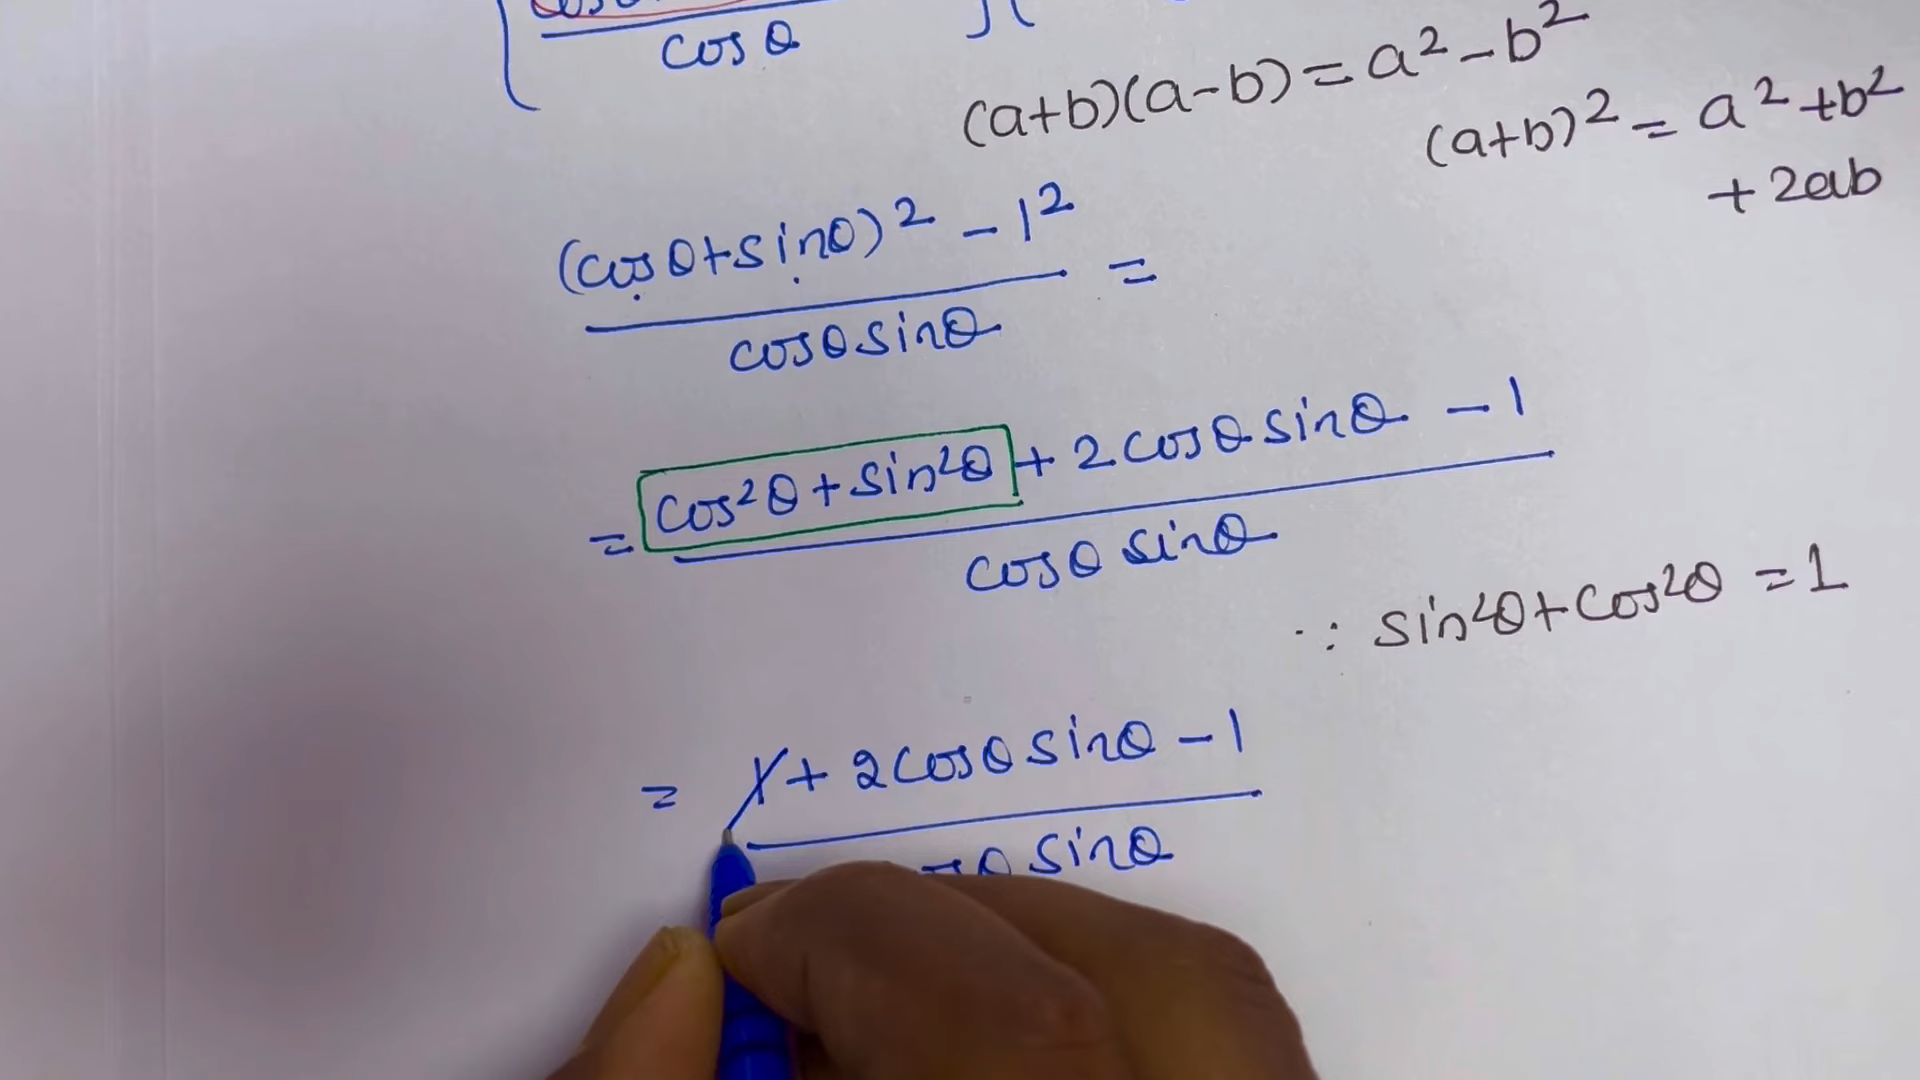 cos θ
(a+b)(a-b) = a² - b²
(a+b)² = a² + b²
+ 2ab
(cos θ + sin θ)² - 1² =
cos θ sin θ
= cos²θ + sin²θ + 2 cos θ sin θ - 1
cos θ sin θ
∵ sin²θ + cos²θ = 1
= 1 + 2 cos θ sin θ - 1
θ sin θ